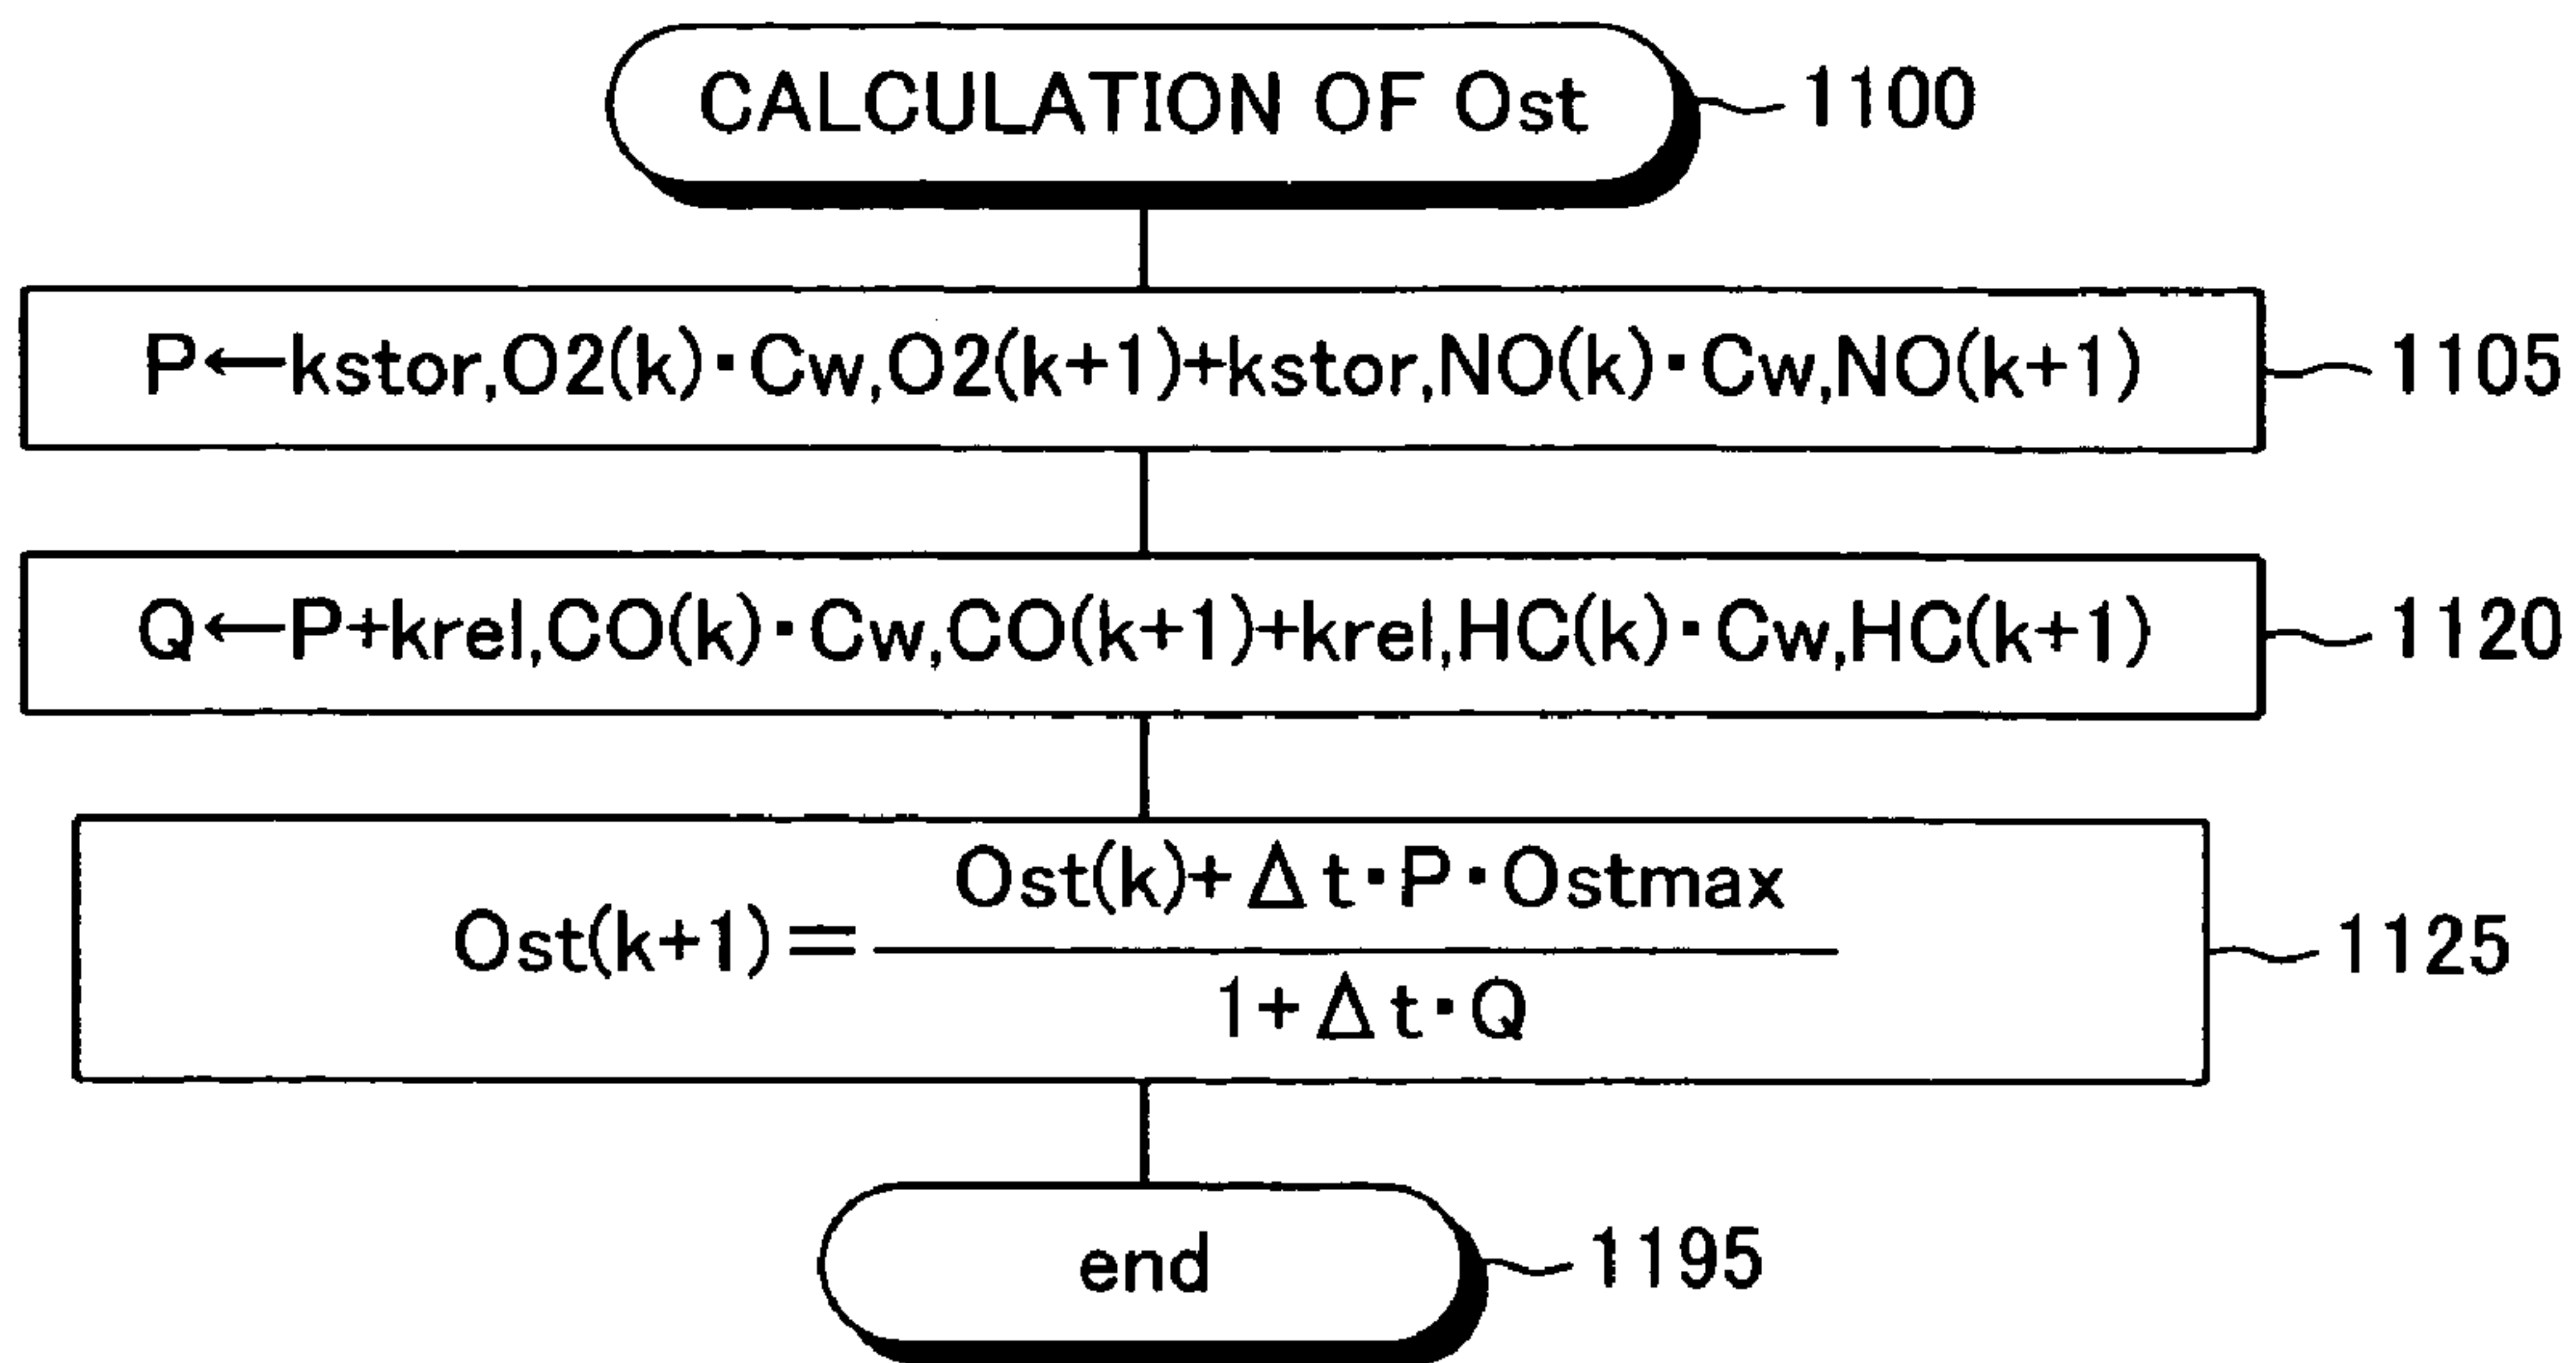 CALCULATION OF Ost
1100
P←kstor,O2(k)・Cw,O2(k+1)+kstor,NO(k)・Cw,NO(k+1)
1105
Q←P+krel,CO(k)・Cw,CO(k+1)+krel,HC(k)・Cw,HC(k+1)
1120
Ost(k)+Δt・P・Ostmax
Ost(k+1)=
1+Δt・Q
1125
end
1195